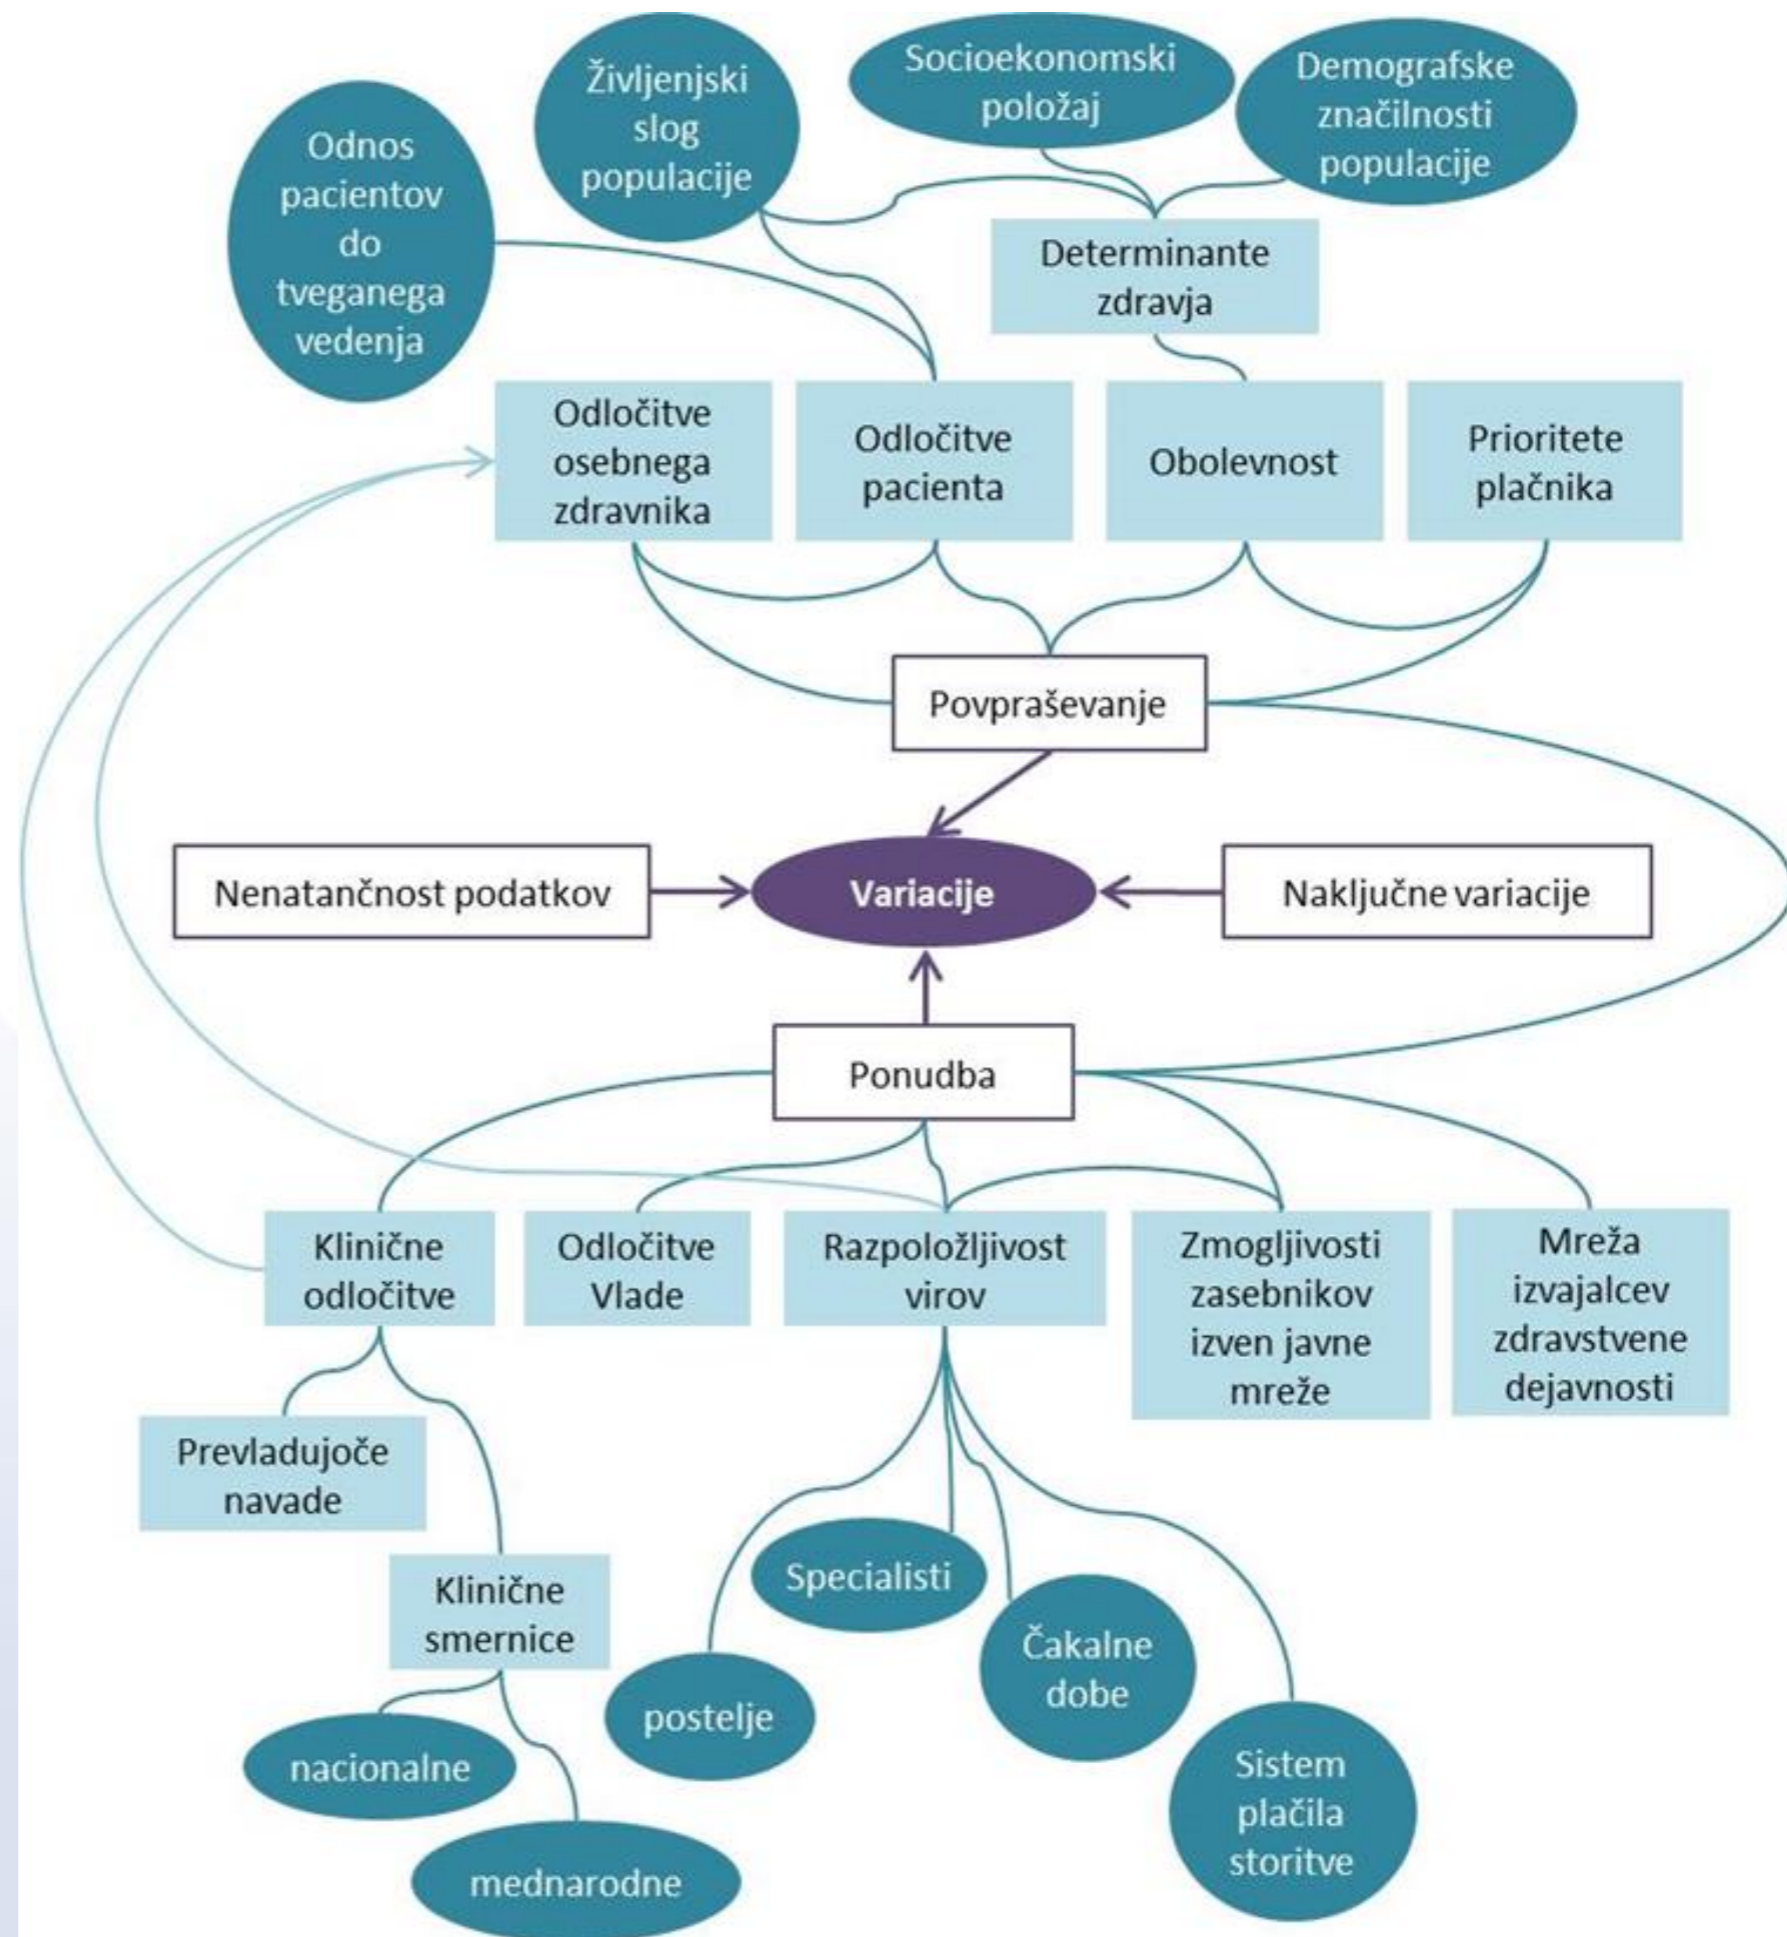 Odnos
pacientov
do
tveganega
vedenja
Življenjski
slog
populacije
Socioekonomski
položaj
Demografske
značilnosti
populacije
Determinante
zdravja
Odločitve
osebnega
zdravnika
Odločitve
pacienta
Obolevnost
Prioritete
plačnika
Povpraševanje
Nenatančnost podatkov
Variacije
Naključne variacije
Ponudba
Klinične
odločitve
Odločitve
Vlade
Razpoložljivost
virov
Zmogljivosti
zasebnikov
izven javne
mreže
Mreža
izvajalcev
zdravstvene
dejavnosti
Prevladujoče
navade
Klinične
smernice
Specialisti
Čakalne
dobe
postelje
nacionalne
mednarodne
Sistem
plačila
storitve